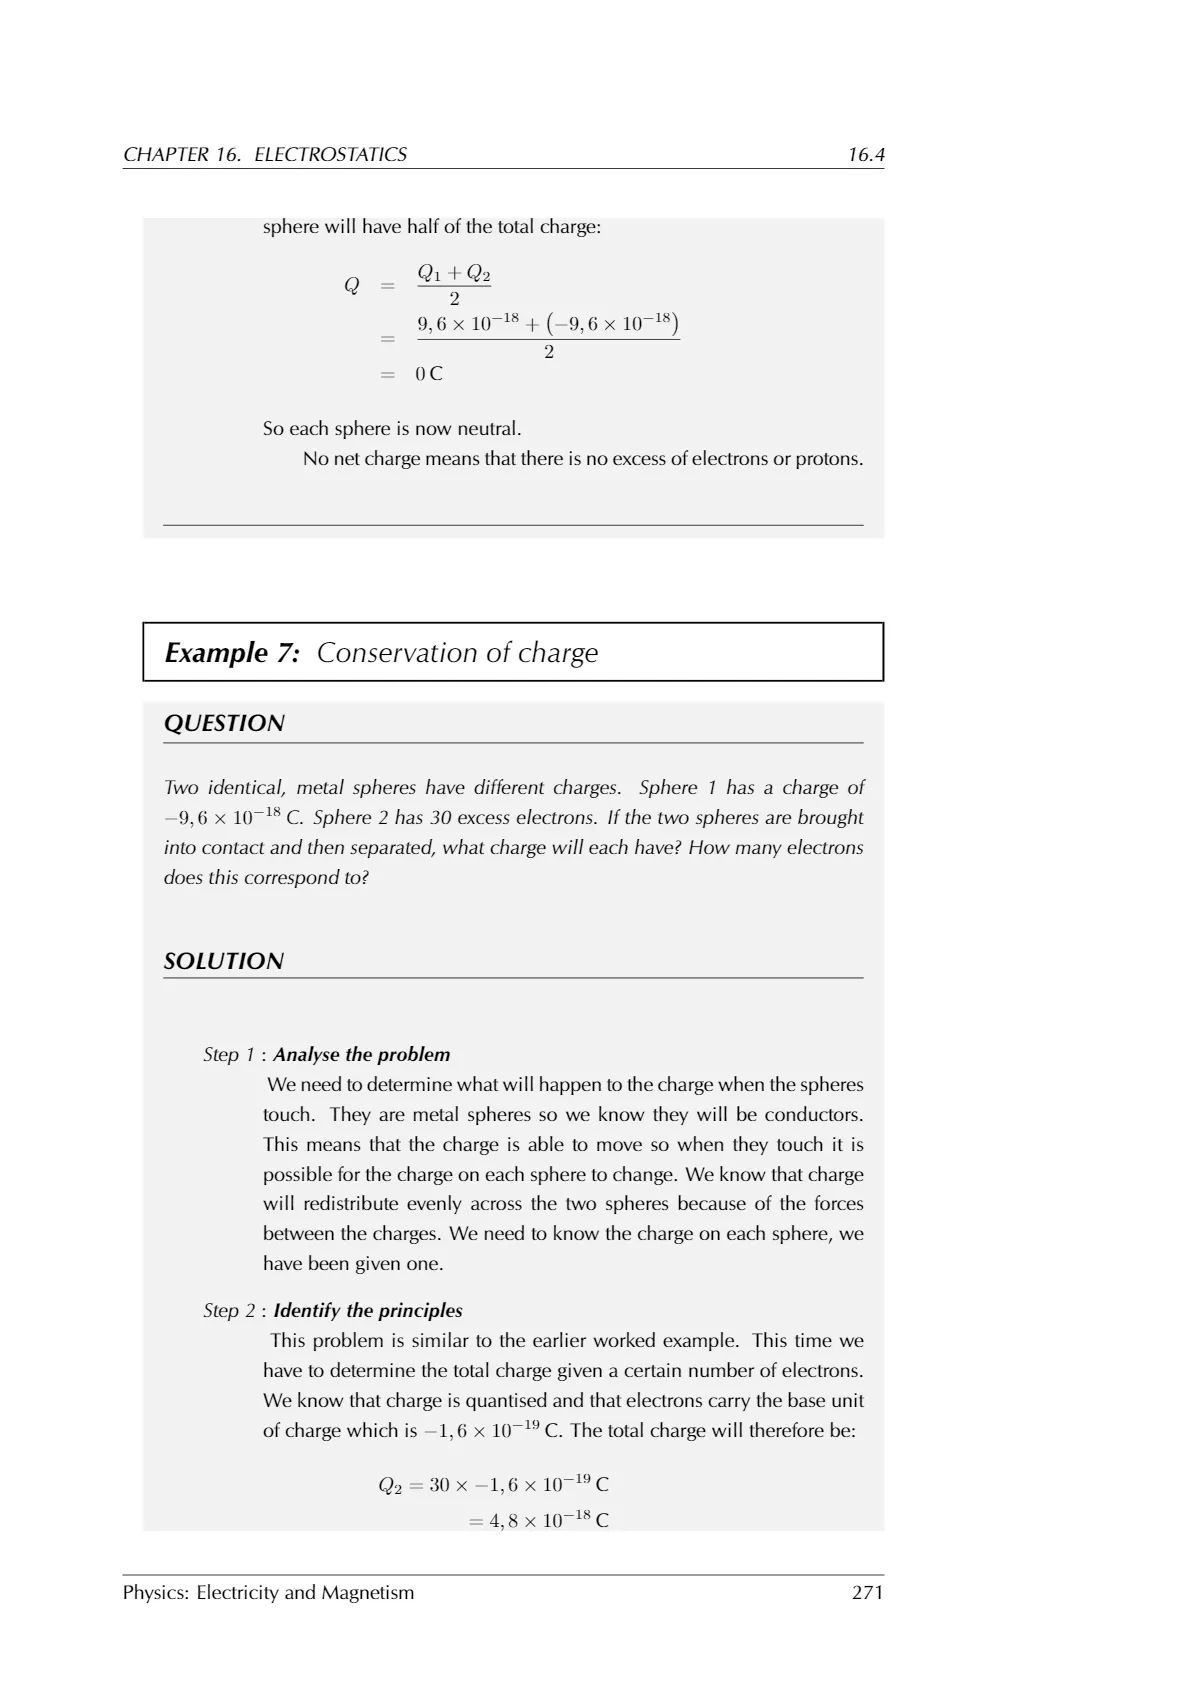 CHAPTER 16. ELECTROSTATICS 16.4
sphere will have half of the total charge:
Q = \frac{Q_1 + Q_2}{2}
= \frac{9,6 × 10^{−18} + (−9,6 × 10^{−18})}{2}
= 0 C
So each sphere is now neutral.
No net charge means that there is no excess of electrons or protons.
Example 7: Conservation of charge
QUESTION
Two identical, metal spheres have different charges. Sphere 1 has a charge of
−9,6 × 10^{−18} C. Sphere 2 has 30 excess electrons. If the two spheres are brought
into contact and then separated, what charge will each have? How many electrons
does this correspond to?
SOLUTION
Step 1 : Analyse the problem
We need to determine what will happen to the charge when the spheres
touch. They are metal spheres so we know they will be conductors.
This means that the charge is able to move so when they touch it is
possible for the charge on each sphere to change. We know that charge
will redistribute evenly across the two spheres because of the forces
between the charges. We need to know the charge on each sphere, we
have been given one.
Step 2 : Identify the principles
This problem is similar to the earlier worked example. This time we
have to determine the total charge given a certain number of electrons.
We know that charge is quantised and that electrons carry the base unit
of charge which is −1,6 × 10^{−19} C. The total charge will therefore be:
Q_2 = 30 × −1,6 × 10^{−19} C
= 4,8 × 10^{−18} C
Physics: Electricity and Magnetism 271